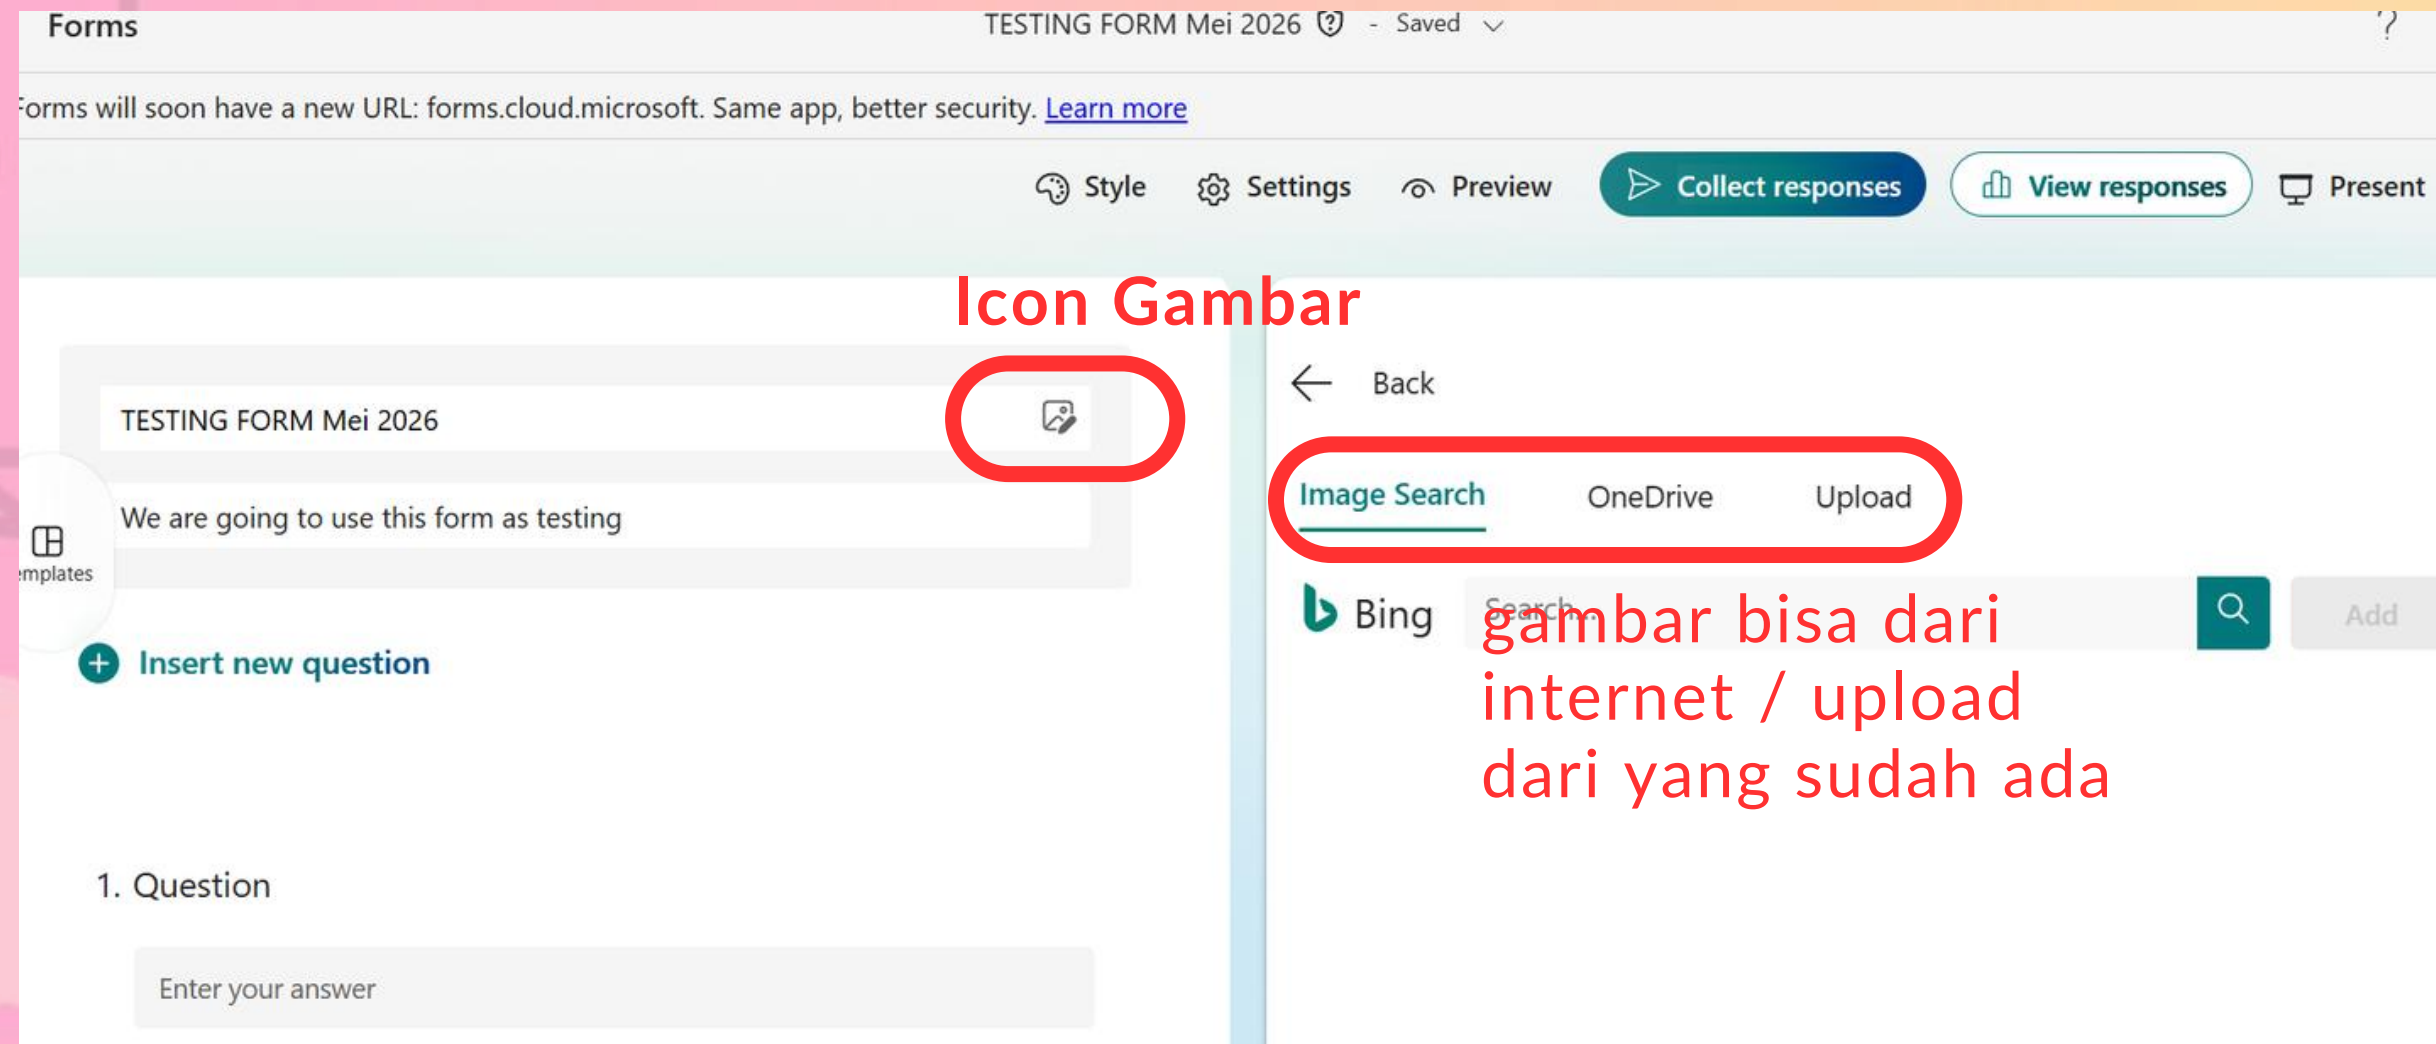 Forms
TESTING FORM Mei 2026 - Saved
?
Forms will soon have a new URL: forms.cloud.microsoft. Same app, better security. Learn more
Style Settings Preview Collect responses View responses Present
Icon Gambar
TESTING FORM Mei 2026
We are going to use this form as testing
emplates
Insert new question
1. Question
Enter your answer
Back
Image Search OneDrive Upload
Bing Search... Add
gambar bisa dari
internet / upload
dari yang sudah ada